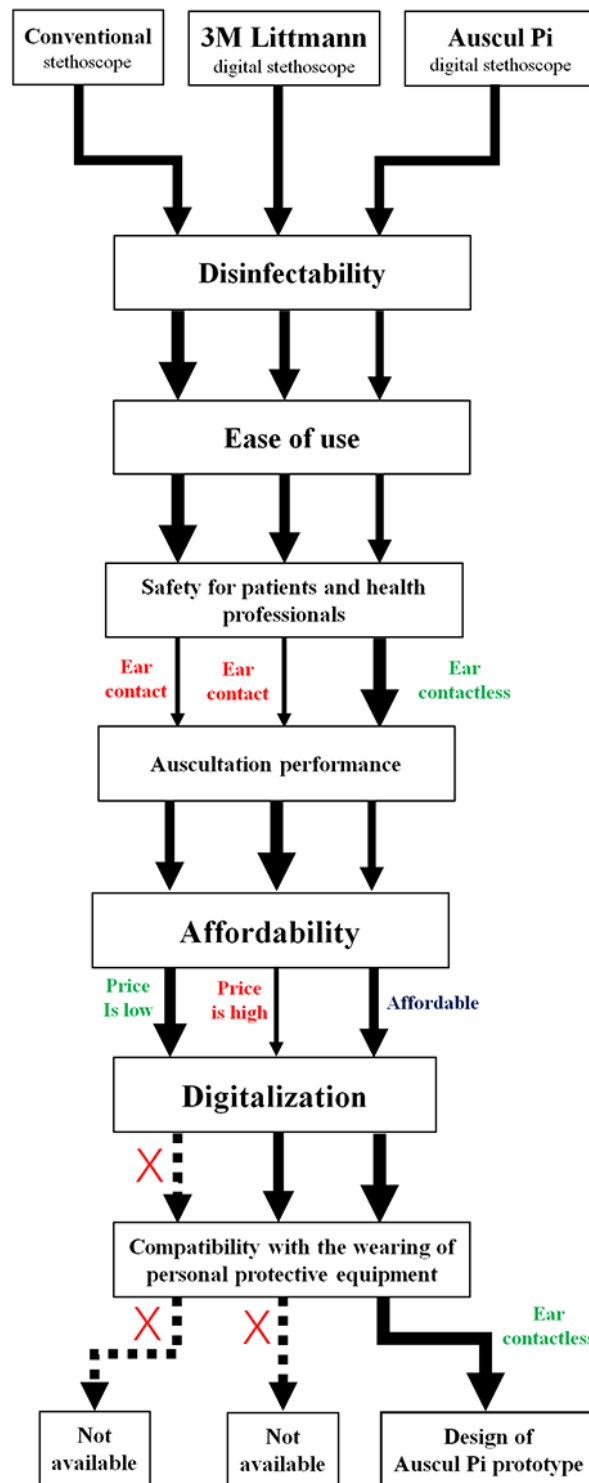 Conventional
stethoscope
3M Littmann
digital stethoscope
Auscul Pi
digital stethoscope
Disinfectability
Ease of use
Safety for patients and health
professionals
Ear
contact
Ear
contact
Ear
contactless
Auscultation performance
Affordability
Price
Is low
Price
is high
Affordable
Digitalization
X
Compatibility with the wearing of
personal protective equipment
X
X
Ear
contactless
Not
available
Not
available
Design of
Auscul Pi prototype